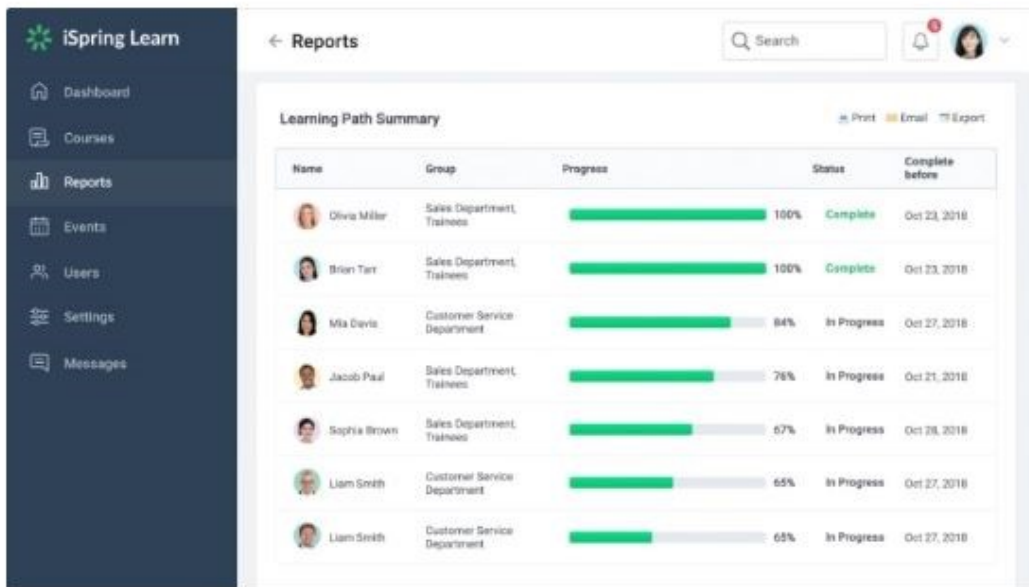 iSpring Learn
Dashboard
Courses
Reports
Events
Users
Settings
Messages
← Reports
Search
Learning Path Summary
Print Email Export
Name Group Progress Status Complete
before
Olivia Miller Sales Department,
Trainees 100% Complete Oct 23, 2018
Brian Tarr Sales Department,
Trainees 100% Complete Oct 23, 2018
Mia Davis Customer Service
Department 84% In Progress Oct 27, 2018
Jacob Paul Sales Department,
Trainees 76% In Progress Oct 21, 2018
Sophia Brown Sales Department,
Trainees 67% In Progress Oct 28, 2018
Liam Smith Customer Service
Department 65% In Progress Oct 27, 2018
Liam Smith Customer Service
Department 65% In Progress Oct 27, 2018